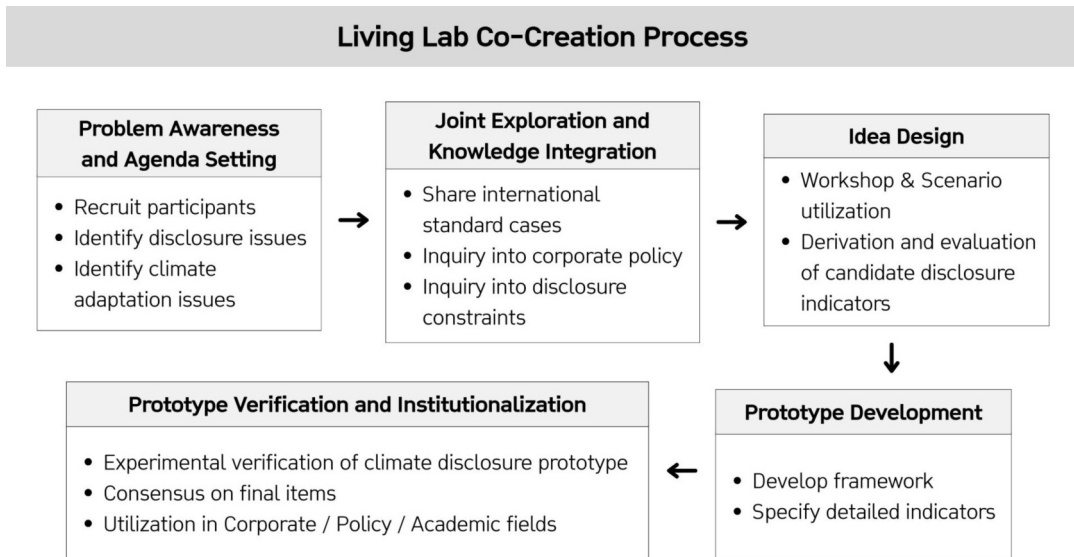 Living Lab Co-Creation Process
Problem Awareness
and Agenda Setting
• Recruit participants
• Identify disclosure issues
• Identify climate
adaptation issues
Joint Exploration and
Knowledge Integration
• Share international
standard cases
• Inquiry into corporate policy
• Inquiry into disclosure
constraints
Idea Design
• Workshop & Scenario
utilization
• Derivation and evaluation
of candidate disclosure
indicators
Prototype Development
• Develop framework
• Specify detailed indicators
Prototype Verification and Institutionalization
• Experimental verification of climate disclosure prototype
• Consensus on final items
• Utilization in Corporate / Policy / Academic fields